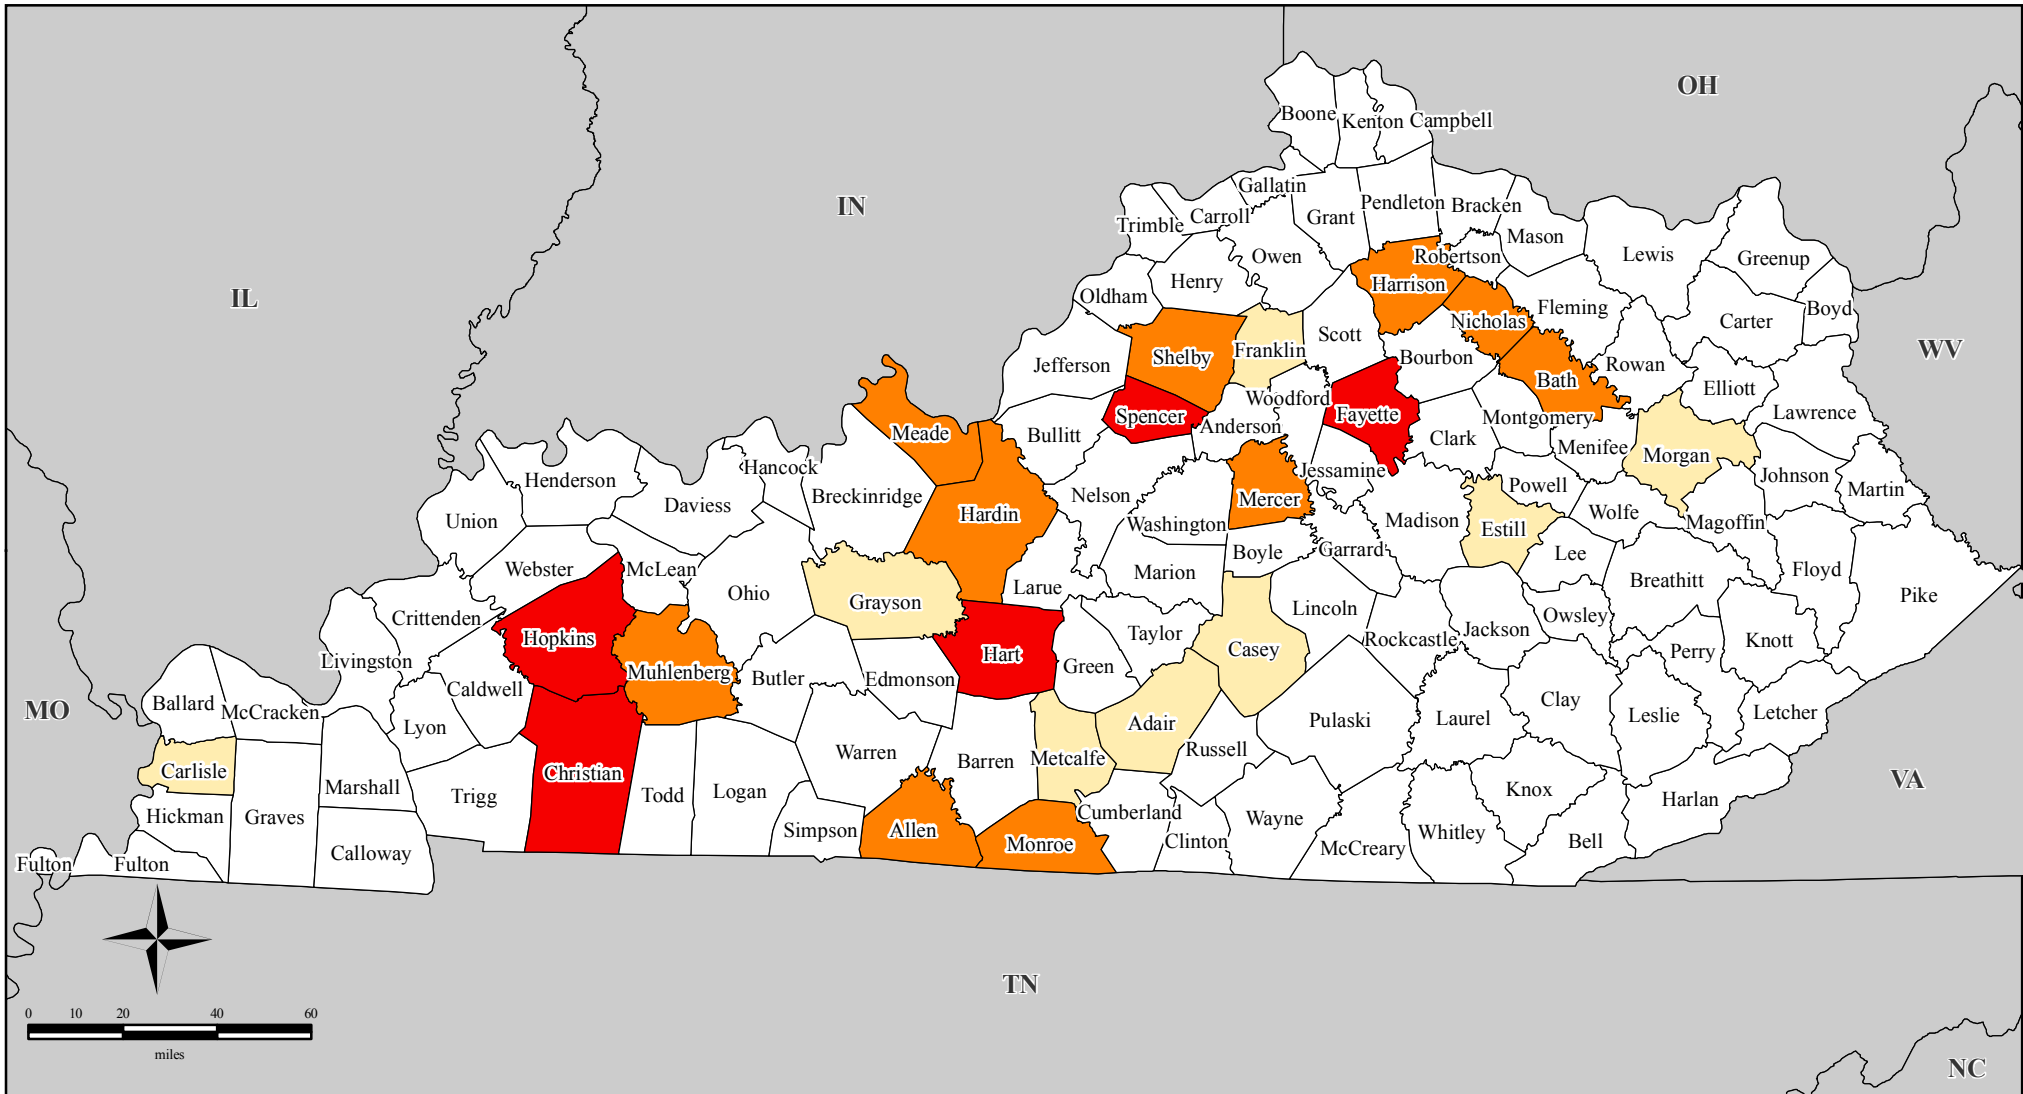 OH
Boone
Kenton
Campbell
IN
Gallatin
Trimble
Carroll
Grant
Pendleton
Bracken
Mason
Owen
Robertson
Lewis
Greenup
IL
Oldham
Henry
Harrison
Fleming
Carter
Boyd
Nicholas
Scott
WV
Jefferson
Shelby
Franklin
Bourbon
Rowan
Bath
Elliott
Woodford
Spencer
Fayette
Lawrence
Meade
Bullitt
Anderson
Clark
Montgomery
Menifee
Morgan
Hancock
Henderson
Breckinridge
Jessamine
Johnson
Martin
Daviess
Nelson
Mercer
Powell
Union
Hardin
Washington
Madison
Estill
Wolfe
Magoffin
Boyle
Garrard
Lee
Webster
McLean
Ohio
Larue
Marion
Breathitt
Floyd
Grayson
Lincoln
Pike
Crittenden
Owsley
Hopkins
Taylor
Casey
Rockcastle
Jackson
Perry
Knott
Livingston
Muhlenberg
Butler
Edmonson
Hart
Green
MO
Ballard
McCracken
Caldwell
Lyon
Adair
Pulaski
Laurel
Clay
Leslie
Letcher
Carlisle
Marshall
Christian
Warren
Barren
Metcalfe
Russell
VA
Hickman
Graves
Trigg
Todd
Logan
Simpson
Allen
Monroe
Cumberland
Clinton
Wayne
Knox
Harlan
Fulton
Fulton
Calloway
McCreary
Whitley
Bell
TN
0 10 20 40 60
miles
NC